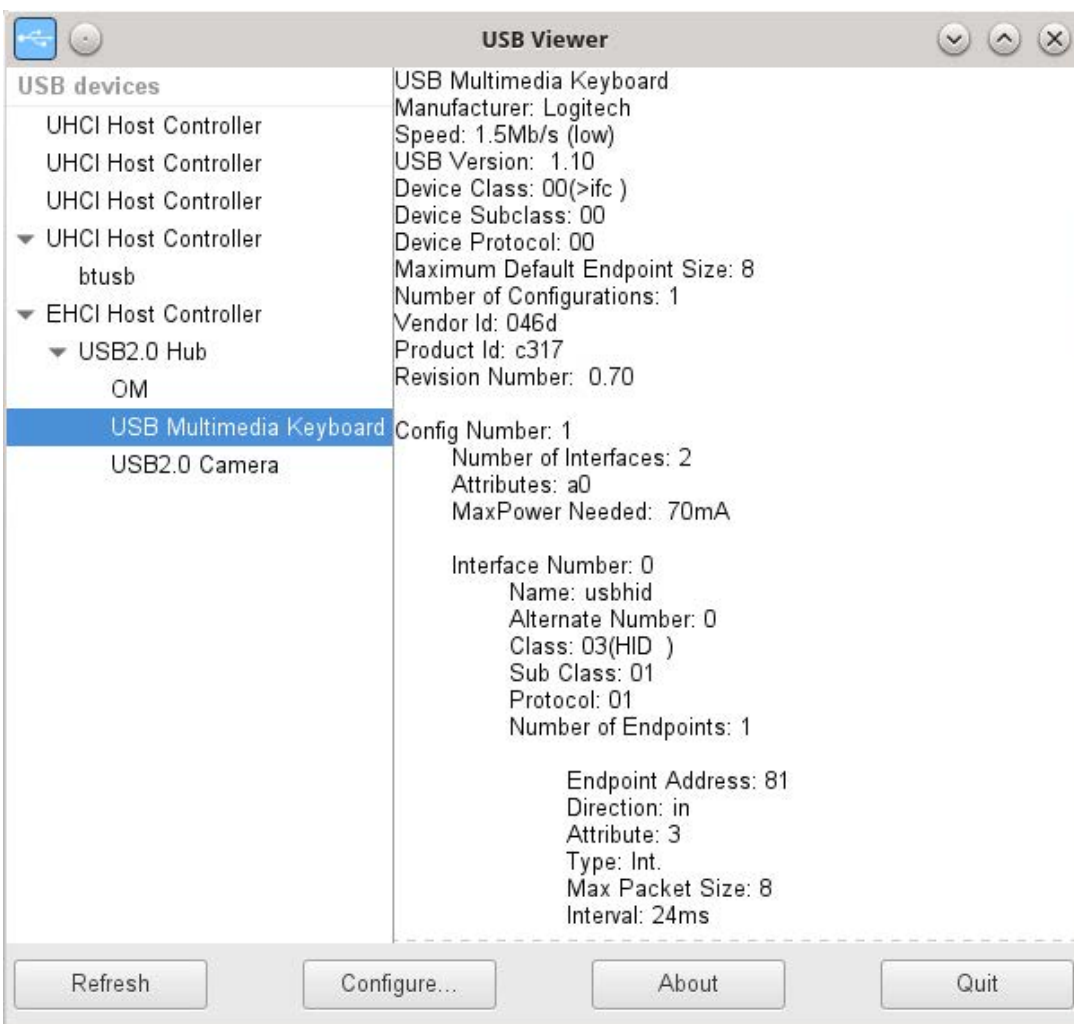 USB Viewer
USB devices
UHCI Host Controller
UHCI Host Controller
UHCI Host Controller
UHCI Host Controller
btusb
EHCI Host Controller
USB2.0 Hub
OM
USB Multimedia Keyboard
USB2.0 Camera
USB Multimedia Keyboard
Manufacturer: Logitech
Speed: 1.5Mb/s (low)
USB Version:  1.10
Device Class: 00(>ifc )
Device Subclass: 00
Device Protocol: 00
Maximum Default Endpoint Size: 8
Number of Configurations: 1
Vendor Id: 046d
Product Id: c317
Revision Number:  0.70
Config Number: 1
Number of Interfaces: 2
Attributes: a0
MaxPower Needed:  70mA
Interface Number: 0
Name: usbhid
Alternate Number: 0
Class: 03(HID  )
Sub Class: 01
Protocol: 01
Number of Endpoints: 1
Endpoint Address: 81
Direction: in
Attribute: 3
Type: Int.
Max Packet Size: 8
Interval: 24ms
Refresh
Configure...
About
Quit